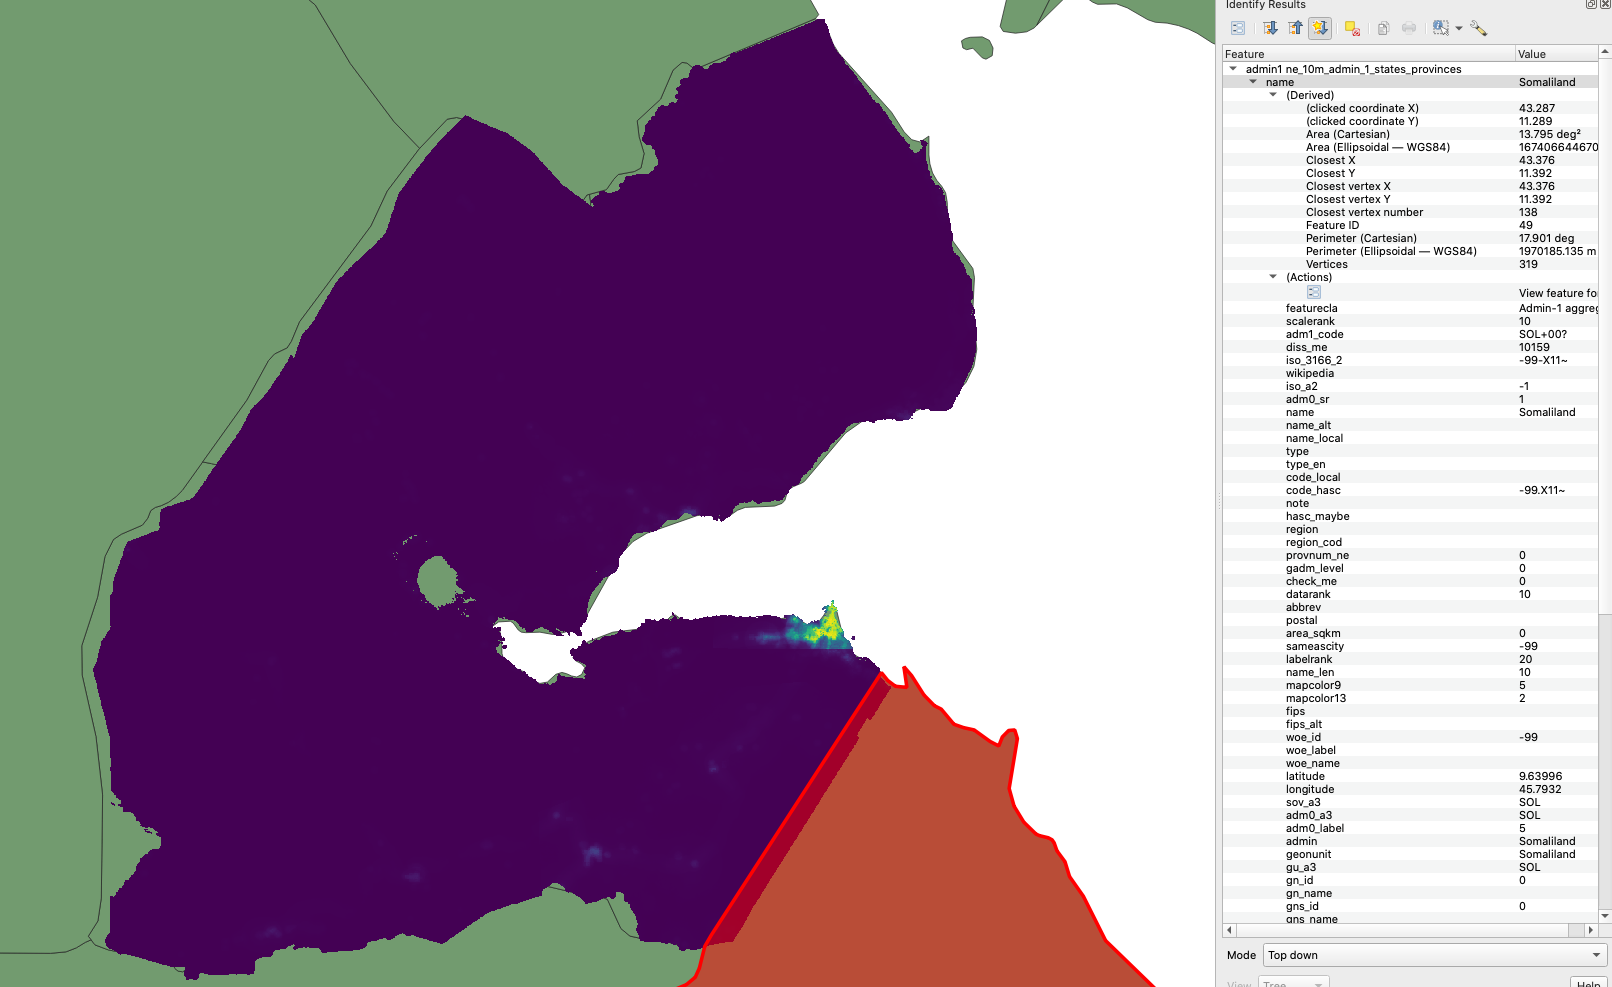 Identify Results
Feature Value
admin1 ne_10m_admin_1_states_provinces
name Somaliland
(Derived)
(clicked coordinate X) 43.287
(clicked coordinate Y) 11.289
Area (Cartesian) 13.795 deg²
Area (Ellipsoidal — WGS84) 167406644670
Closest X 43.376
Closest Y 11.392
Closest vertex X 43.376
Closest vertex Y 11.392
Closest vertex number 138
Feature ID 49
Perimeter (Cartesian) 17.901 deg
Perimeter (Ellipsoidal — WGS84) 1970185.135 m
Vertices 319
(Actions)
View feature fo
featurecla Admin-1 aggreg
scalerank 10
adm1_code SOL+00?
diss_me 10159
iso_3166_2 -99-X11~
wikipedia
iso_a2 -1
adm0_sr 1
name Somaliland
name_alt
name_local
type
type_en
code_local
code_hasc -99.X11~
note
hasc_maybe
region
region_cod
provnum_ne 0
gadm_level 0
check_me 0
datarank 10
abbrev
postal
area_sqkm 0
sameascity -99
labelrank 20
name_len 10
mapcolor9 5
mapcolor13 2
fips
fips_alt
woe_id -99
woe_label
woe_name
latitude 9.63996
longitude 45.7932
sov_a3 SOL
adm0_a3 SOL
adm0_label 5
admin Somaliland
geonunit Somaliland
gu_a3 SOL
gn_id 0
gn_name
gns_id 0
gns_name
Mode Top down
View Tree Help